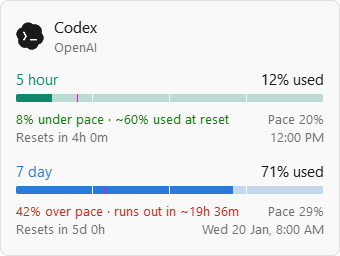 Codex
OpenAI
5 hour 12% used
8% under pace · ~60% used at reset Pace 20%
Resets in 4h 0m 12:00 PM
7 day 71% used
42% over pace · runs out in ~19h 36m Pace 29%
Resets in 5d 0h Wed 20 Jan, 8:00 AM